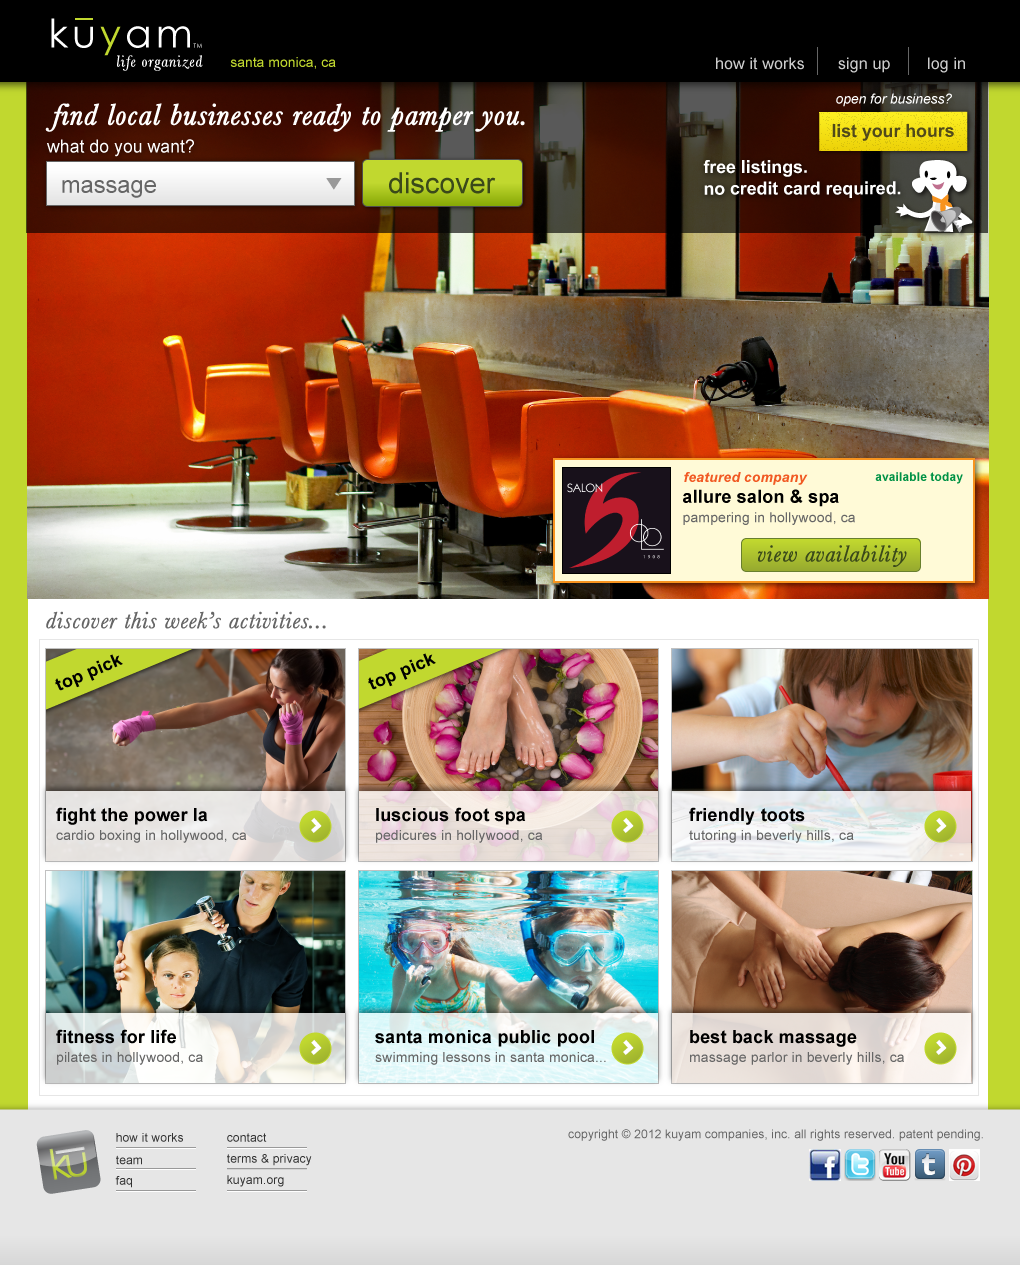 kūyam™
life organized
santa monica, ca
how it works
sign up
log in
find local businesses ready to pamper you.
what do you want?
massage
discover
open for business?
list your hours
free listings.
no credit card required.
SALON
500
1908
featured company
available today
allure salon & spa
pampering in hollywood, ca
view availability
discover this week's activities...
top pick
fight the power la
cardio boxing in hollywood, ca
top pick
luscious foot spa
pedicures in hollywood, ca
friendly toots
tutoring in beverly hills, ca
fitness for life
pilates in hollywood, ca
santa monica public pool
swimming lessons in santa monica...
best back massage
massage parlor in beverly hills, ca
kū
how it works
team
faq
contact
terms & privacy
kuyam.org
copyright © 2012 kuyam companies, inc. all rights reserved. patent pending.
f
t
You
Tube
t
p